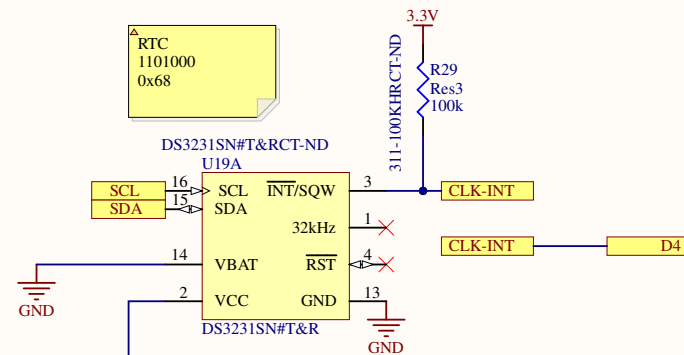 3.3V
RTC
1101000
0x68
311-100KHRCT-ND
R29
Res3
100k
DS3231SN#T&RCT-ND
U19A
SCL
16
SCL
INT/SQW
3
CLK-INT
SDA
15
SDA
32kHz
1
CLK-INT
D4
14
VBAT
RST
4
2
VCC
GND
13
GND
DS3231SN#T&R
GND